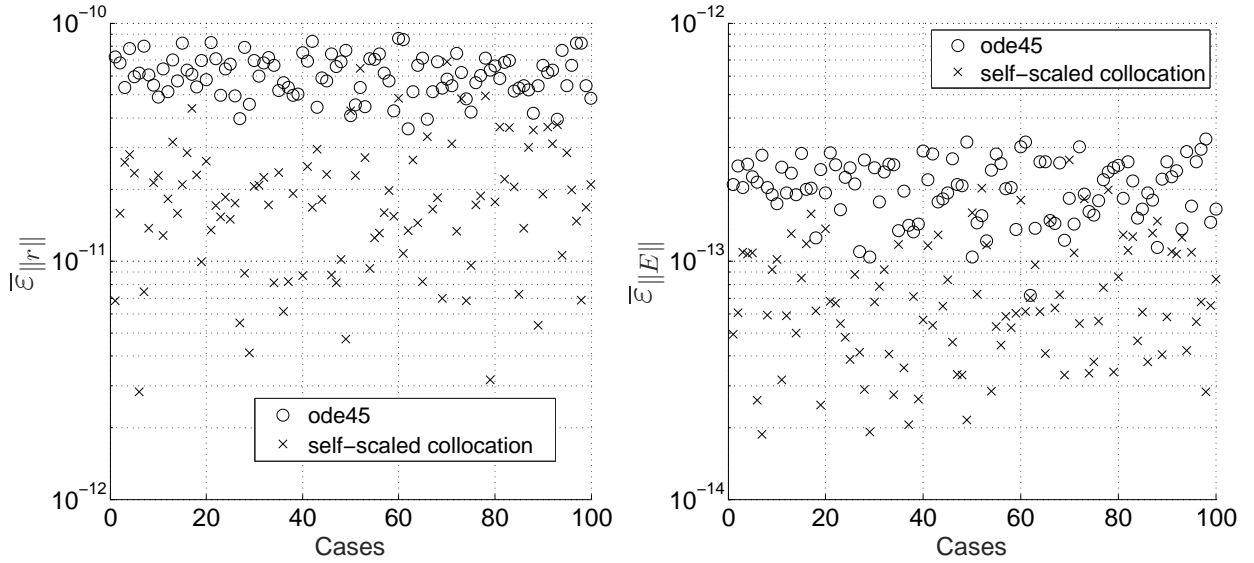 10⁻¹⁰
10⁻¹¹
10⁻¹²
ε̅‖r‖
ode45
self−scaled collocation
0 20 40 60 80 100
Cases
10⁻¹²
10⁻¹³
10⁻¹⁴
ε̅‖E‖
ode45
self−scaled collocation
0 20 40 60 80 100
Cases